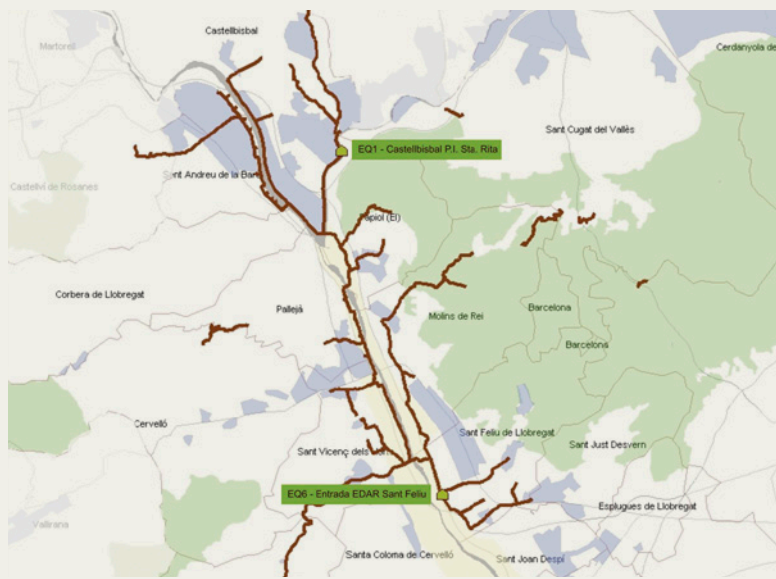 Castellbisbal
Martorell
Cerdanyola de
Sant Cugat del Vallès
EQ1 - Castellbisbal P.I. Sta. Rita
Sant Andreu de la Bar
Castellví de Rosanes
Papiol (El)
Corbera de Llobregat
Pallejà
Barcelona
Molins de Rei
Barcelona
Cervelló
Sant Feliu de Llobregat
Sant Just Desvern
Sant Vicenç dels Hor
EQ6 - Entrada EDAR Sant Feliu
Esplugues de Llobregat
Vallirana
Santa Coloma de Cervelló
Sant Joan Despí